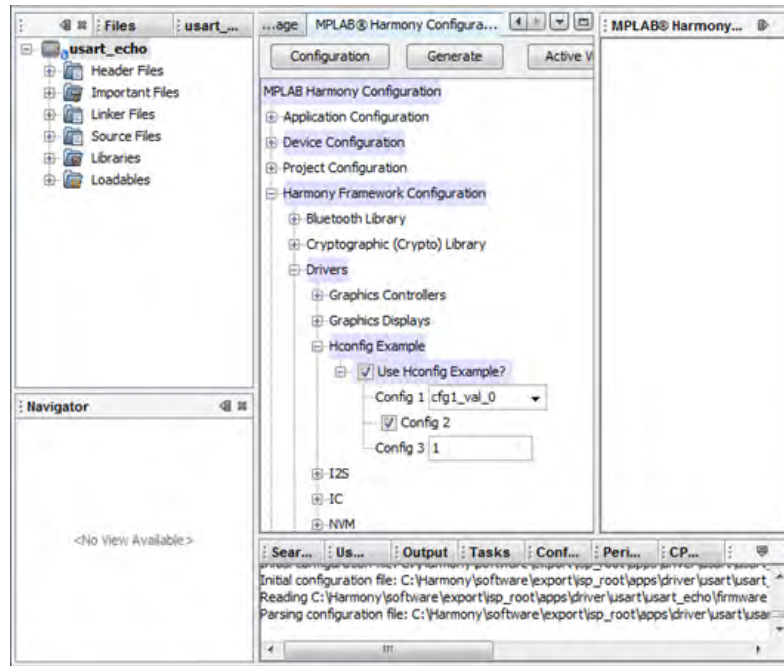 Files
usart_...
usart_echo
Header Files
Important Files
Linker Files
Source Files
Libraries
Loadables
Navigator
<No View Available>
...age
MPLAB® Harmony Configura...
Configuration
Generate
Active V
MPLAB Harmony Configuration
Application Configuration
Device Configuration
Project Configuration
Harmony Framework Configuration
Bluetooth Library
Cryptographic (Crypto) Library
Drivers
Graphics Controllers
Graphics Displays
Hconfig Example
Use Hconfig Example?
Config 1 cfg1_val_0
Config 2
Config 3 1
I2S
IC
NVM
MPLAB® Harmony...
Sear...
Us...
Output
Tasks
Conf...
Peri...
CP...
Initial configuration file: C:\Harmony\software\export\isp_root\apps\driver\usart\usart_
Reading C:\Harmony\software\export\isp_root\apps\driver\usart\usart_echo\firmware
Parsing configuration file: C:\Harmony\software\export\isp_root\apps\driver\usart\usar